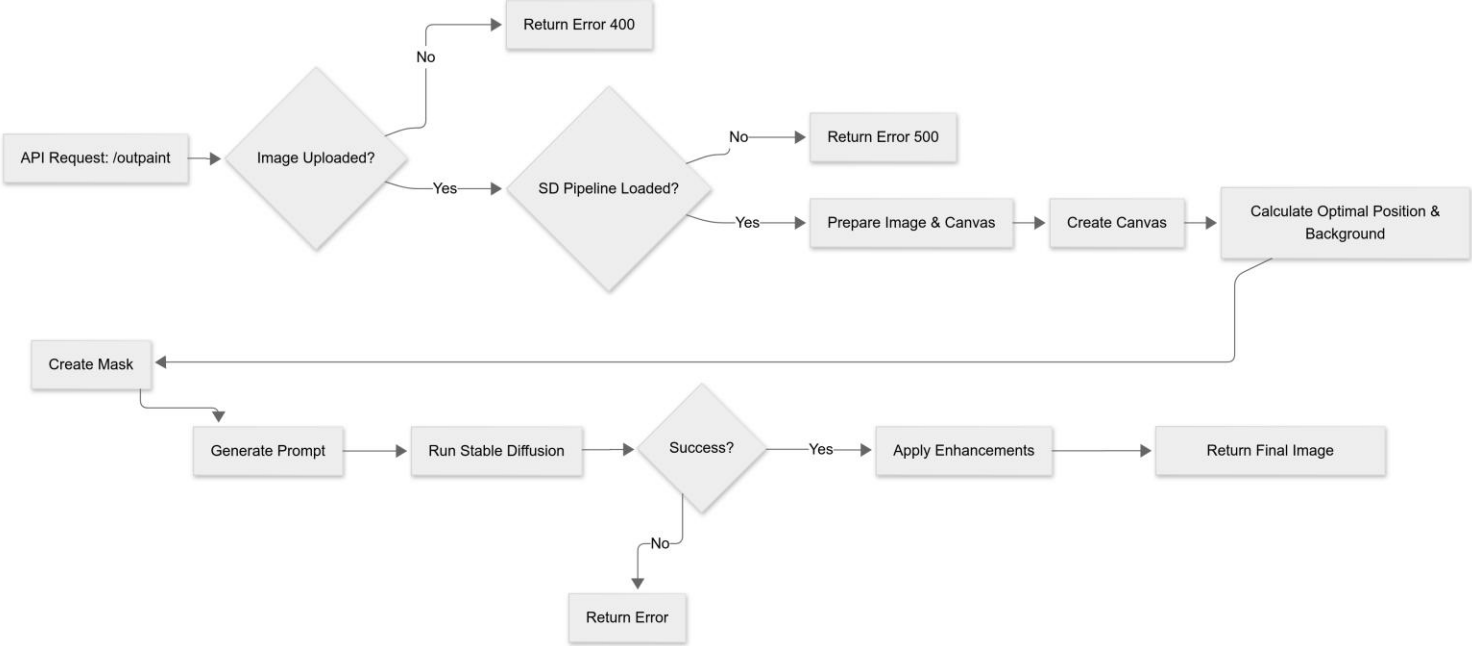 API Request: /outpaint
Image Uploaded?
No
Return Error 400
Yes
SD Pipeline Loaded?
No
Return Error 500
Yes
Prepare Image & Canvas
Create Canvas
Calculate Optimal Position &
Background
Create Mask
Generate Prompt
Run Stable Diffusion
Success?
Yes
Apply Enhancements
Return Final Image
No
Return Error